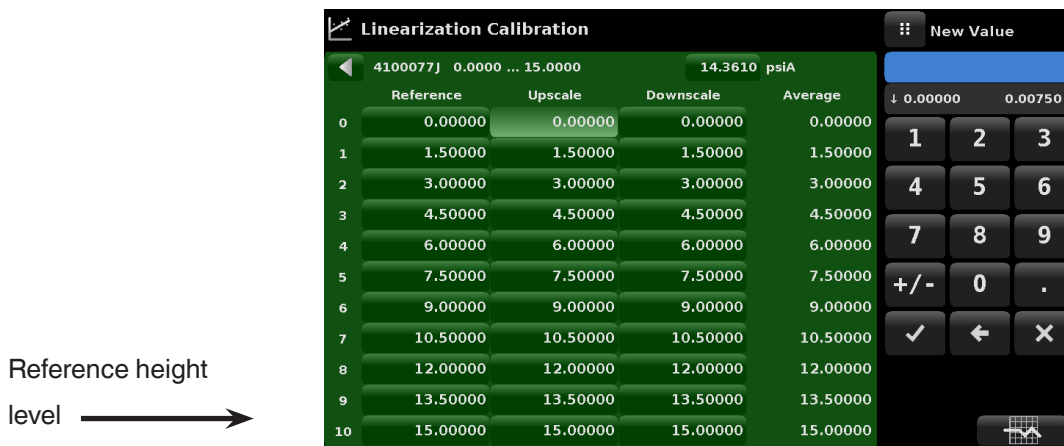 Linearization Calibration
New Value
4100077J 0.0000 ... 15.0000 14.3610 psiA
↓ 0.00000 0.00750
Reference Upscale Downscale Average
0 0.00000 0.00000 0.00000 0.00000
1 1.50000 1.50000 1.50000 1.50000
2 3.00000 3.00000 3.00000 3.00000
3 4.50000 4.50000 4.50000 4.50000
4 6.00000 6.00000 6.00000 6.00000
5 7.50000 7.50000 7.50000 7.50000
6 9.00000 9.00000 9.00000 9.00000
7 10.50000 10.50000 10.50000 10.50000
8 12.00000 12.00000 12.00000 12.00000
9 13.50000 13.50000 13.50000 13.50000
10 15.00000 15.00000 15.00000 15.00000
1 2 3
4 5 6
7 8 9
+/- 0 .
Reference height
level